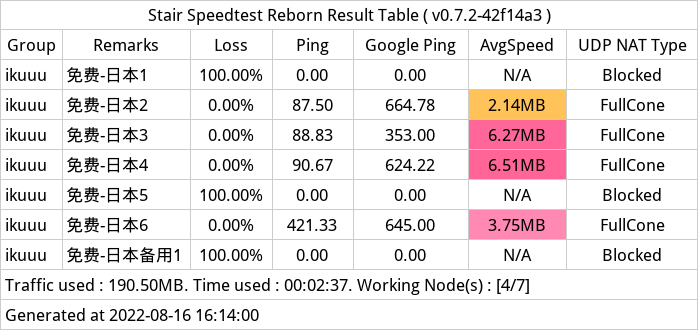 Stair Speedtest Reborn Result Table ( v0.7.2-42f14a3 )
Group Remarks Loss Ping Google Ping AvgSpeed UDP NAT Type
ikuuu 免费-日本1 100.00% 0.00 0.00 N/A Blocked
ikuuu 免费-日本2 0.00% 87.50 664.78 2.14MB FullCone
ikuuu 免费-日本3 0.00% 88.83 353.00 6.27MB FullCone
ikuuu 免费-日本4 0.00% 90.67 624.22 6.51MB FullCone
ikuuu 免费-日本5 100.00% 0.00 0.00 N/A Blocked
ikuuu 免费-日本6 0.00% 421.33 645.00 3.75MB FullCone
ikuuu 免费-日本备用1 100.00% 0.00 0.00 N/A Blocked
Traffic used : 190.50MB. Time used : 00:02:37. Working Node(s) : [4/7]
Generated at 2022-08-16 16:14:00